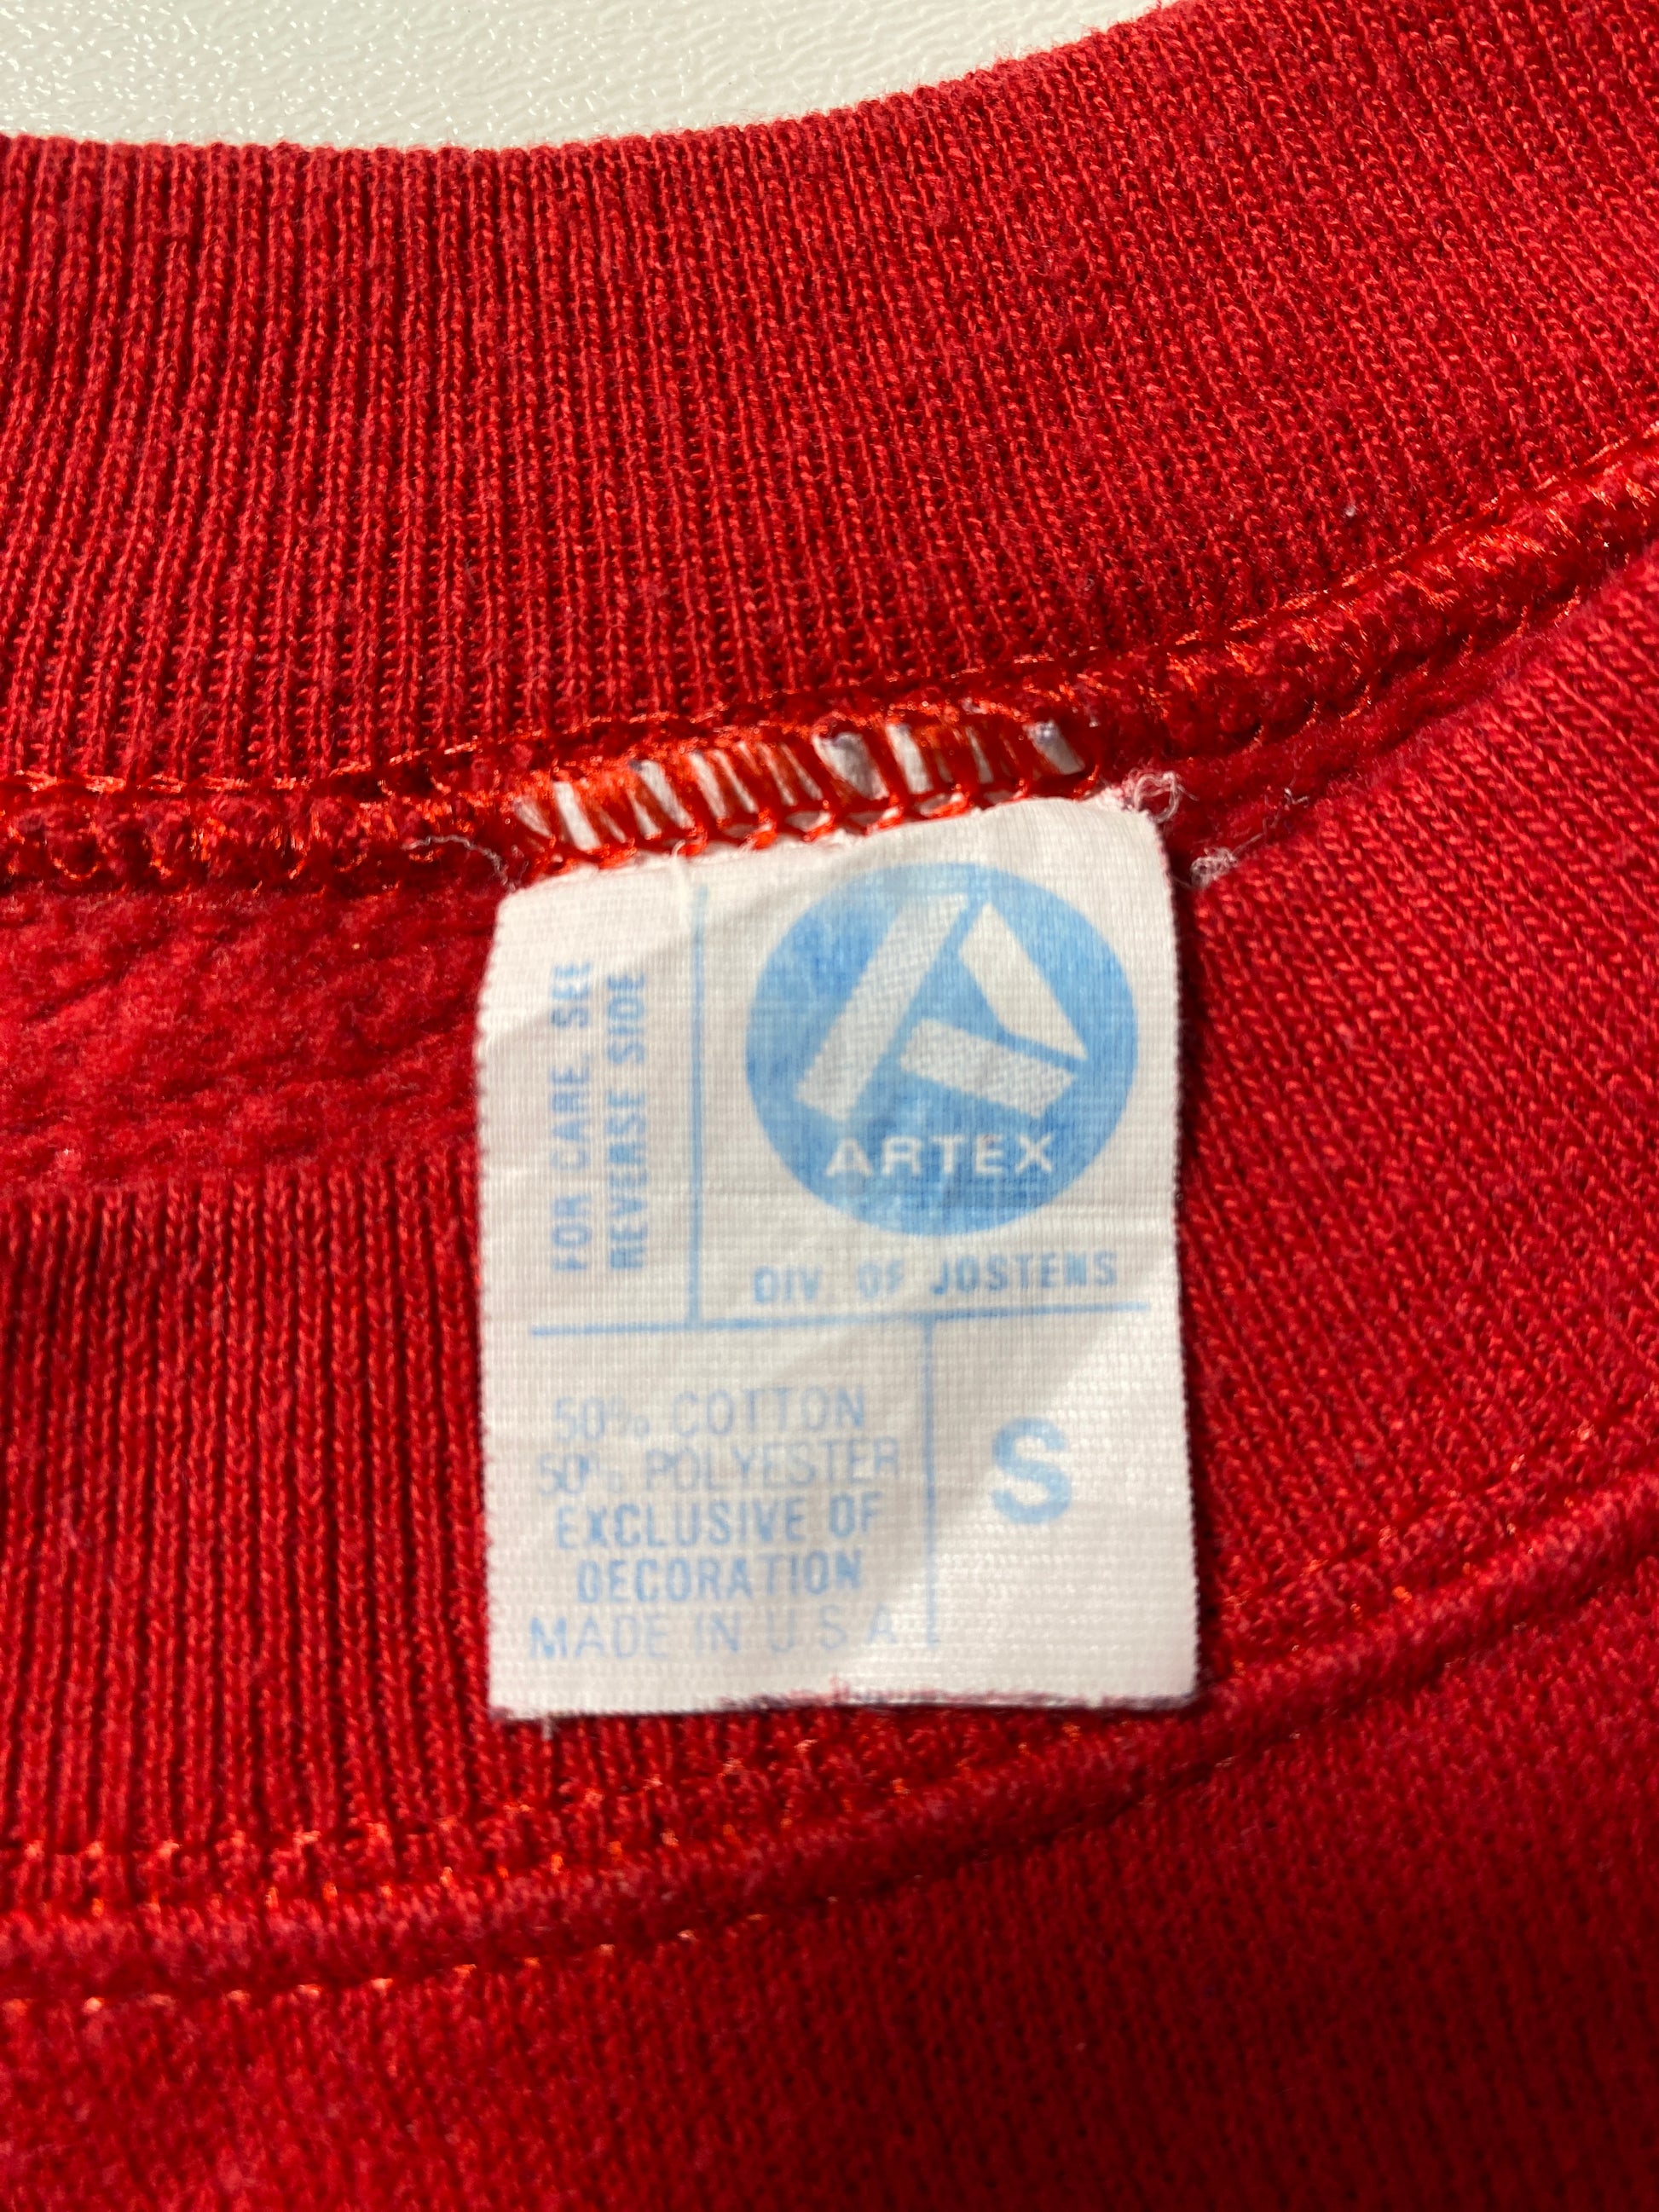 FOR CARE, SEE
REVERSE SIDE
ARTEX
DIV. OF JOSTENS
50% COTTON
50% POLYESTER
EXCLUSIVE OF
DECORATION
MADE IN U.S.A.
S